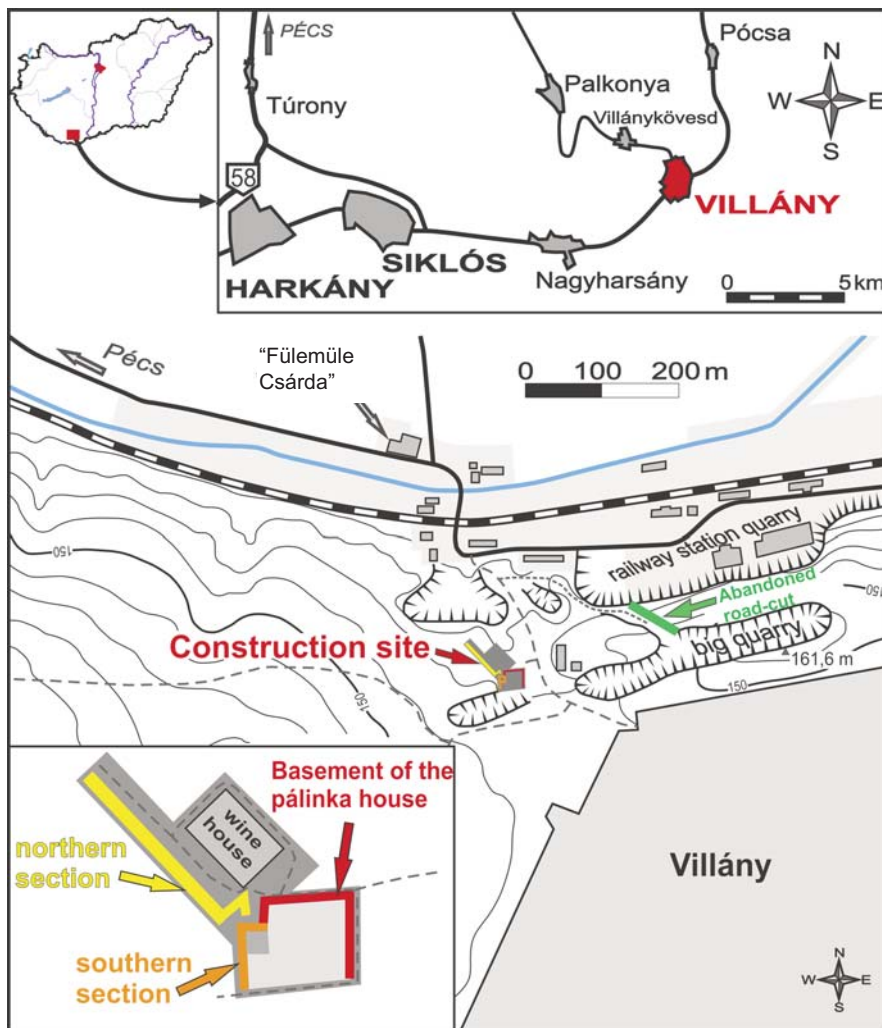 PÉCS
Pócsa
Palkonya
Túrony
Villánykövesd
N
W E
S
58
VILLÁNY
SIKLÓS
HARKÁNY
Nagyharsány
0 5 km
Pécs
“Fülemüle
Csárda”
0 100 200 m
railway station quarry
150
150
Abandoned
road-cut
big quarry
Construction site
161,6 m
150
150
Basement of the
pálinka house
wine
house
northern
section
southern
section
Villány
N
W E
S